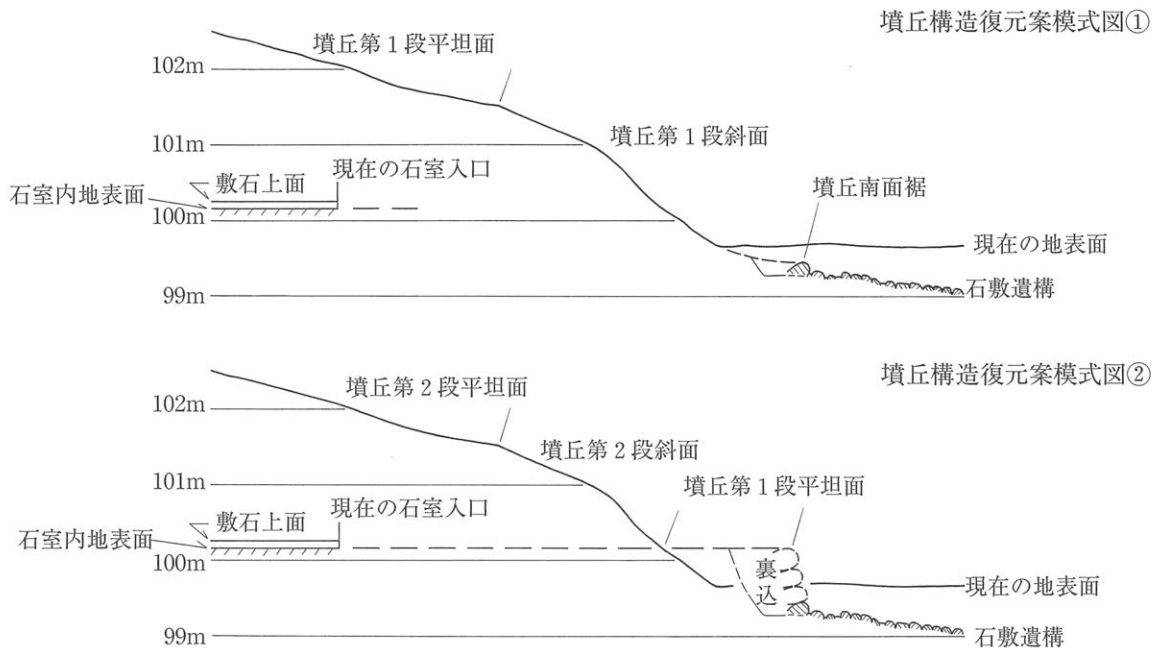 墳丘構造復元案模式図①
墳丘第1段平坦面
102m
101m
墳丘第1段斜面
現在の石室入口
敷石上面
石室内地表面
墳丘南面裾
100m
現在の地表面
99m
石敷遺構
墳丘構造復元案模式図②
墳丘第2段平坦面
102m
墳丘第2段斜面
101m
墳丘第1段平坦面
現在の石室入口
敷石上面
石室内地表面
100m
裏込
現在の地表面
99m
石敷遺構